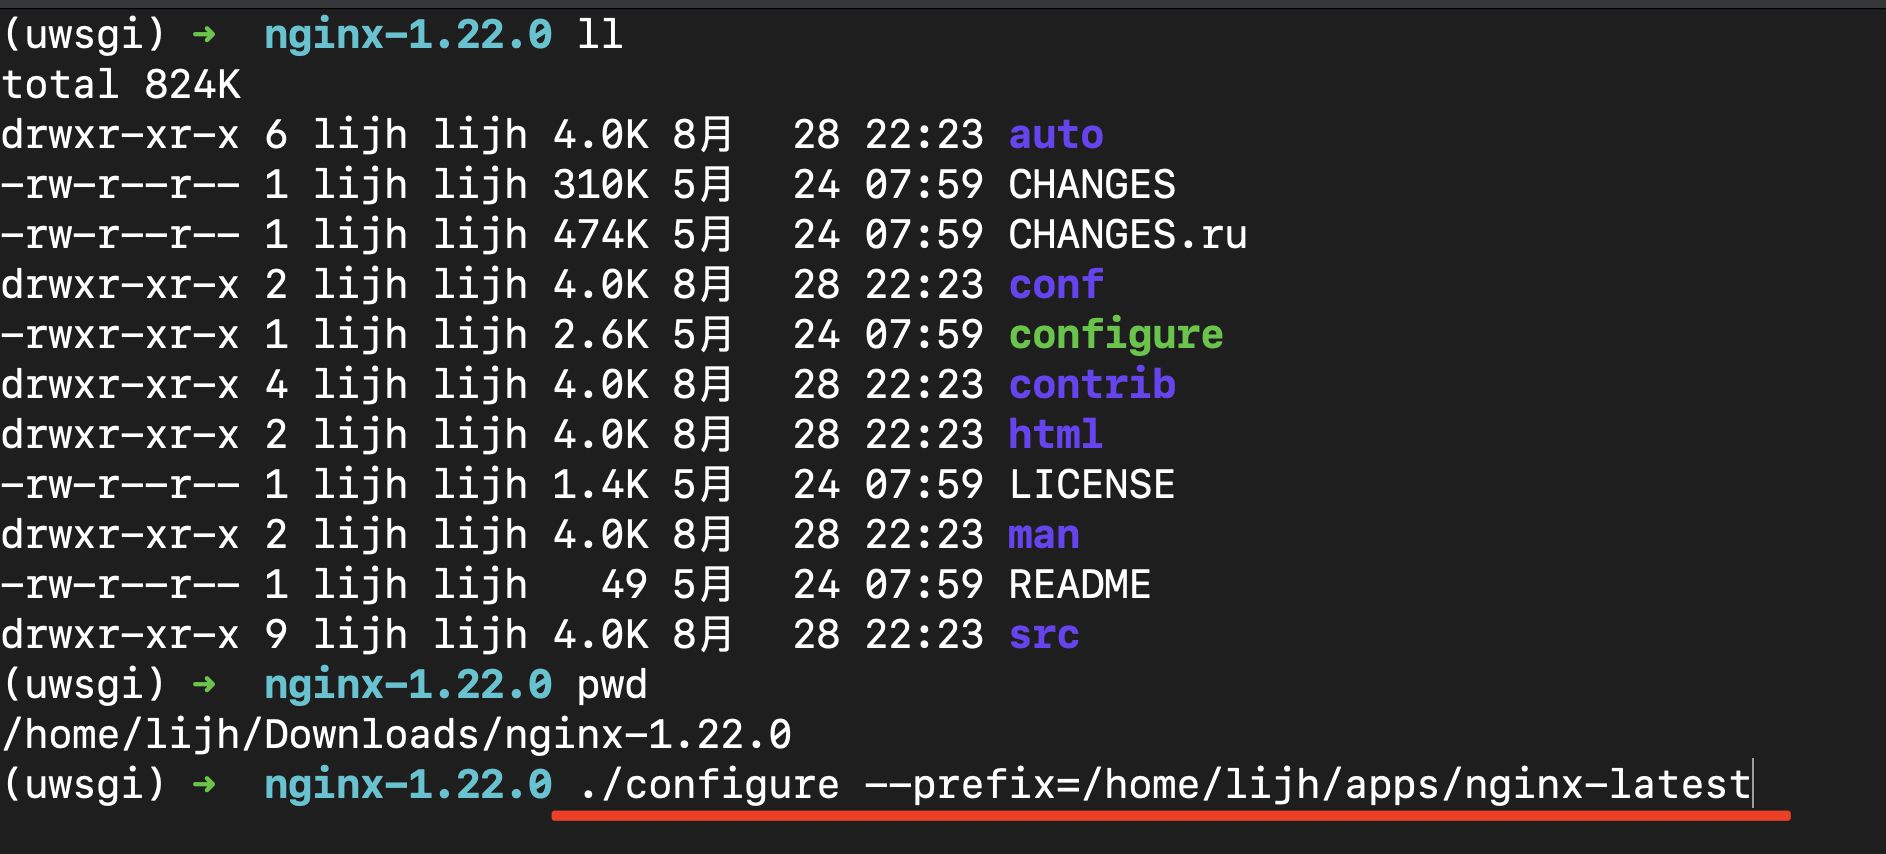 (uwsgi) ➜  nginx-1.22.0 ll
total 824K
drwxr-xr-x 6 lijh lijh 4.0K 8月  28 22:23 auto
-rw-r--r-- 1 lijh lijh 310K 5月  24 07:59 CHANGES
-rw-r--r-- 1 lijh lijh 474K 5月  24 07:59 CHANGES.ru
drwxr-xr-x 2 lijh lijh 4.0K 8月  28 22:23 conf
-rwxr-xr-x 1 lijh lijh 2.6K 5月  24 07:59 configure
drwxr-xr-x 4 lijh lijh 4.0K 8月  28 22:23 contrib
drwxr-xr-x 2 lijh lijh 4.0K 8月  28 22:23 html
-rw-r--r-- 1 lijh lijh 1.4K 5月  24 07:59 LICENSE
drwxr-xr-x 2 lijh lijh 4.0K 8月  28 22:23 man
-rw-r--r-- 1 lijh lijh   49 5月  24 07:59 README
drwxr-xr-x 9 lijh lijh 4.0K 8月  28 22:23 src
(uwsgi) ➜  nginx-1.22.0 pwd
/home/lijh/Downloads/nginx-1.22.0
(uwsgi) ➜  nginx-1.22.0 ./configure --prefix=/home/lijh/apps/nginx-latest